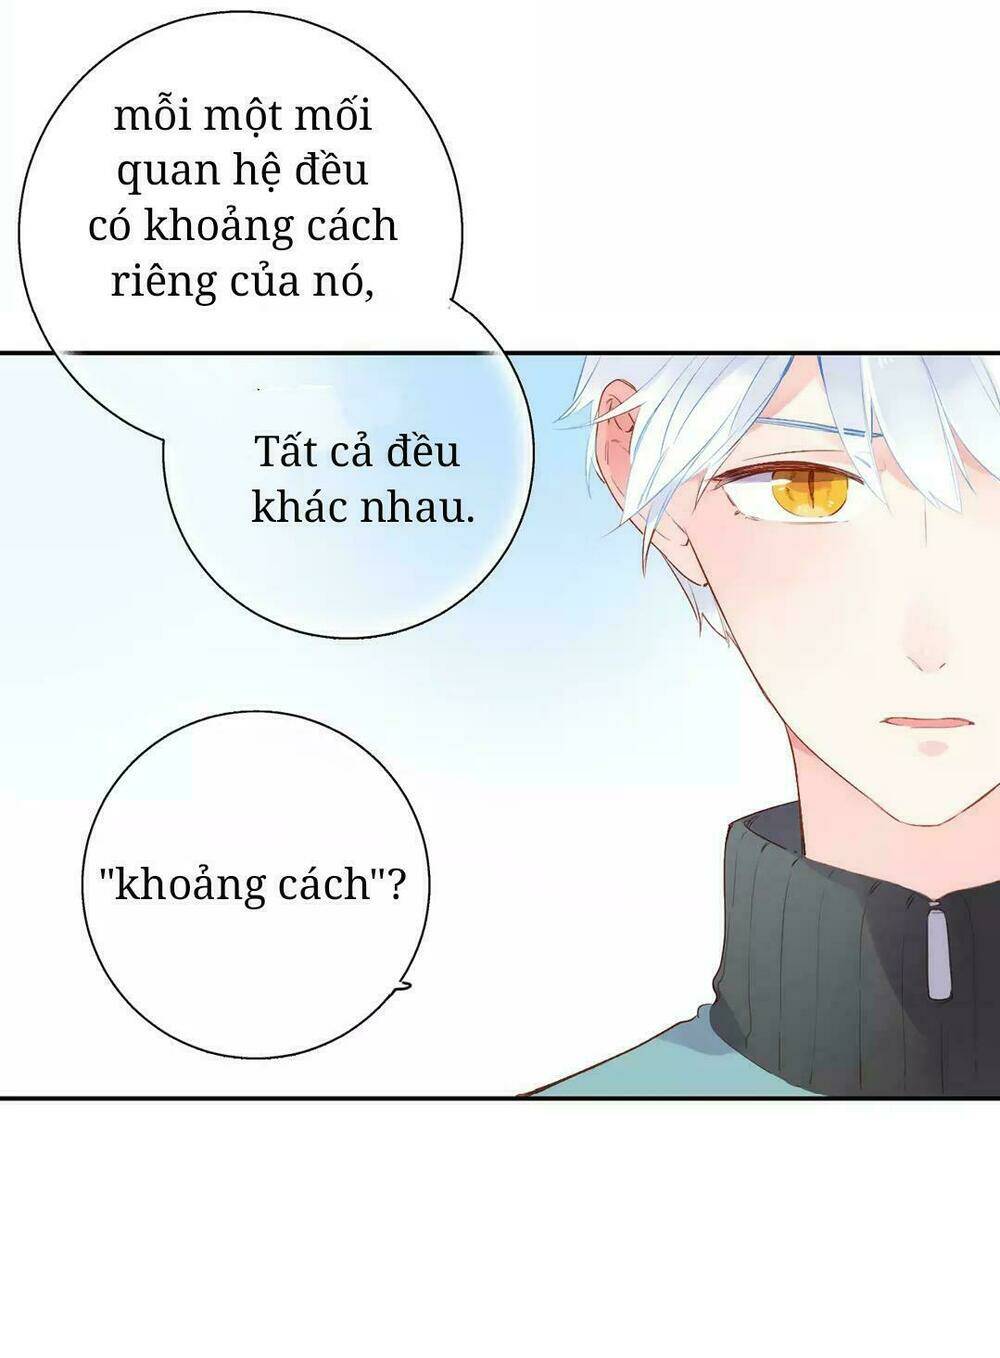 mỗi một mối
quan hệ đều
có khoảng cách
riêng của nó,
Tất cả đều
khác nhau.
"khoảng cách"?